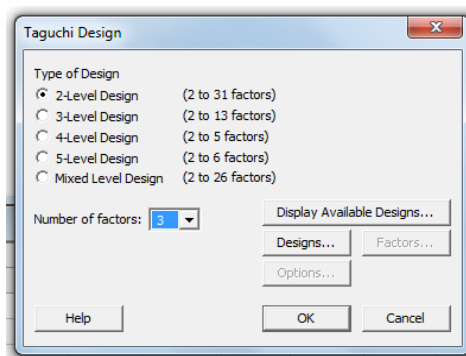 Taguchi Design
Type of Design
2-Level Design (2 to 31 factors)
3-Level Design (2 to 13 factors)
4-Level Design (2 to 5 factors)
5-Level Design (2 to 6 factors)
Mixed Level Design (2 to 26 factors)
Number of factors: 3
Display Available Designs...
Designs... Factors...
Options...
Help OK Cancel